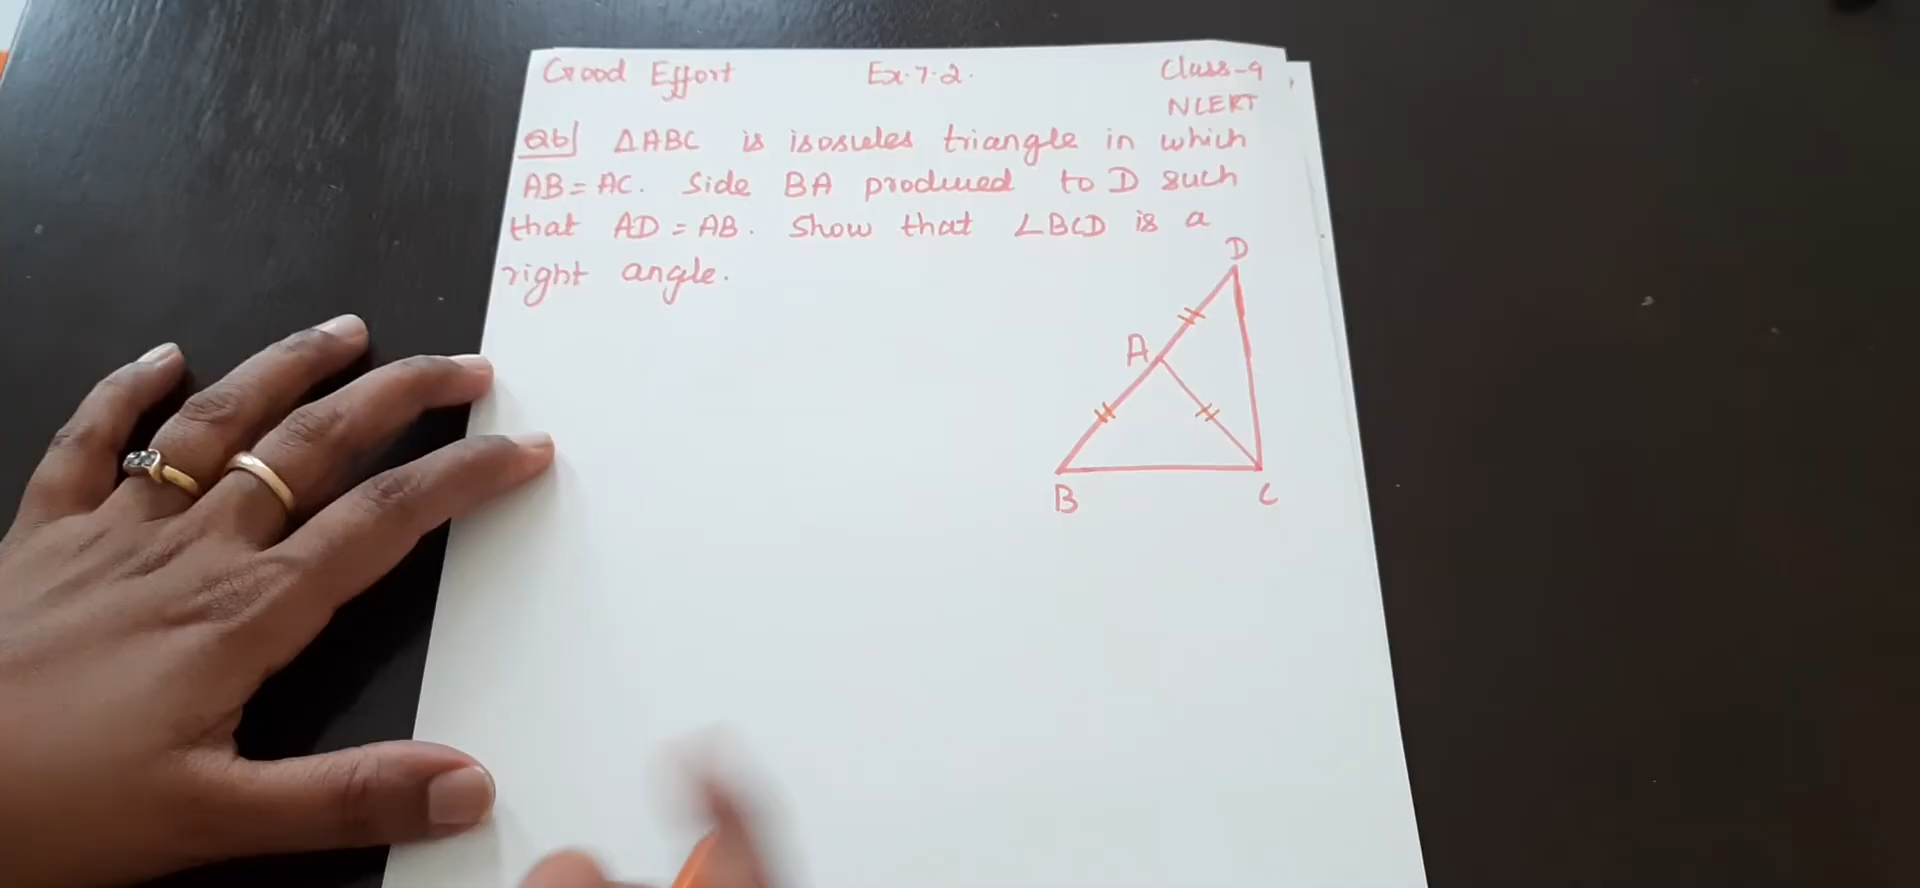 Good Effort Ex.7.2. Class-9
NCERT
Q6] ΔABC is isosceles triangle in which
AB = AC. Side BA produced to D such
that AD = AB. Show that ∠BCD is a
right angle.
D
A
B C